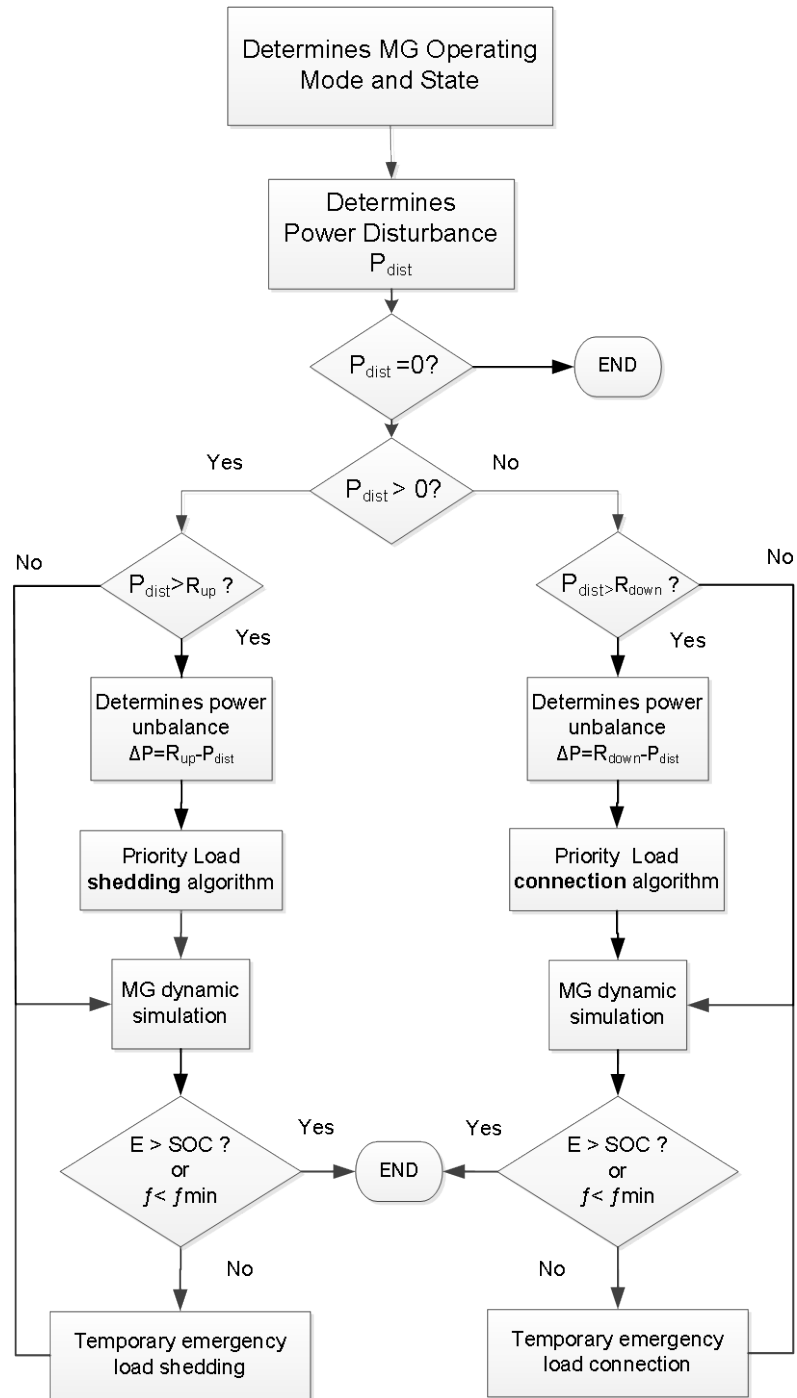 Determines MG Operating
Mode and State
Determines
Power Disturbance
Pdist
Pdist =0?
END
Yes
No
Pdist > 0?
No
No
Pdist>Rup ?
Pdist>Rdown ?
Yes
Yes
Determines power
unbalance
ΔP=Rup-Pdist
Determines power
unbalance
ΔP=Rdown-Pdist
Priority Load
shedding algorithm
Priority Load
connection algorithm
MG dynamic
simulation
MG dynamic
simulation
E > SOC ?
or
ƒ< ƒmin
Yes
END
Yes
E > SOC ?
or
ƒ< ƒmin
No
No
Temporary emergency
load shedding
Temporary emergency
load connection